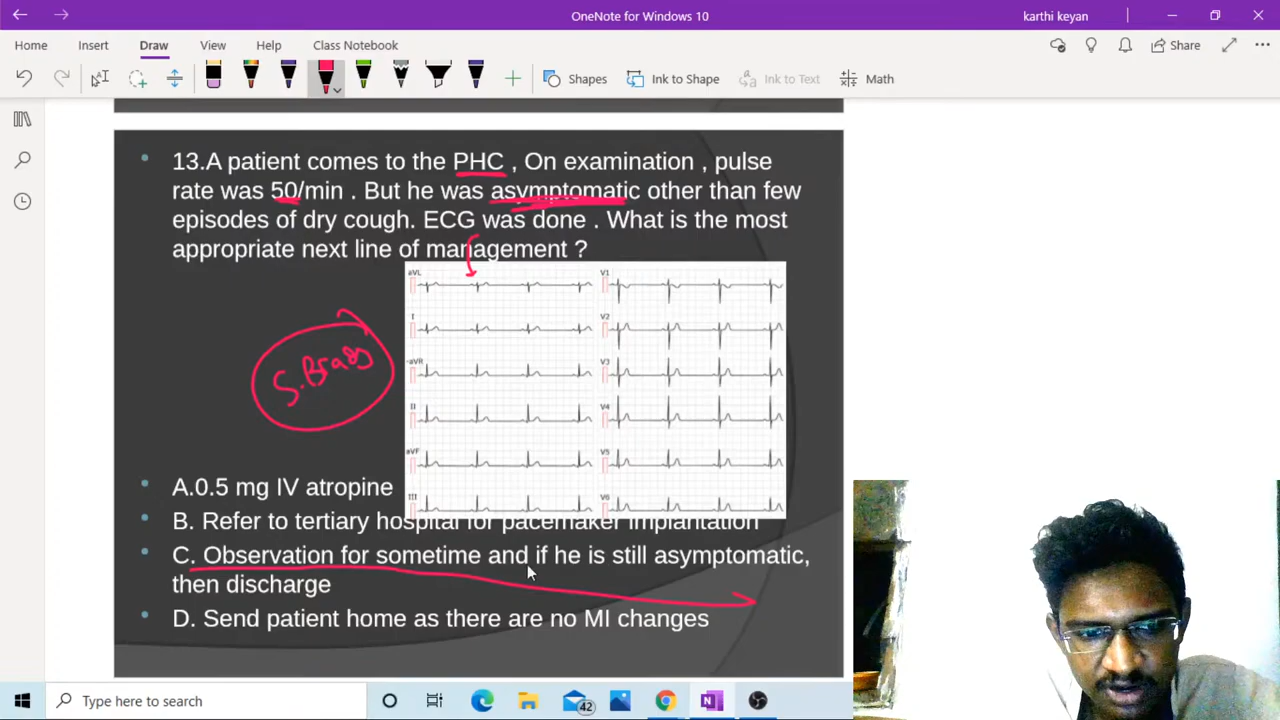 OneNote for Windows 10
karthi keyan
Home Insert Draw View Help Class Notebook
Share
Shapes Ink to Shape Ink to Text Math
13.A patient comes to the PHC , On examination , pulse
rate was 50/min . But he was asymptomatic other than few
episodes of dry cough. ECG was done . What is the most
appropriate next line of management ?
aVL V1
I V2
-aVR V3
II V4
aVF V5
III V6
S.Brady
A.0.5 mg IV atropine
B. Refer to tertiary hospital for pacemaker implantation
C. Observation for sometime and if he is still asymptomatic,
then discharge
D. Send patient home as there are no MI changes
Type here to search
42